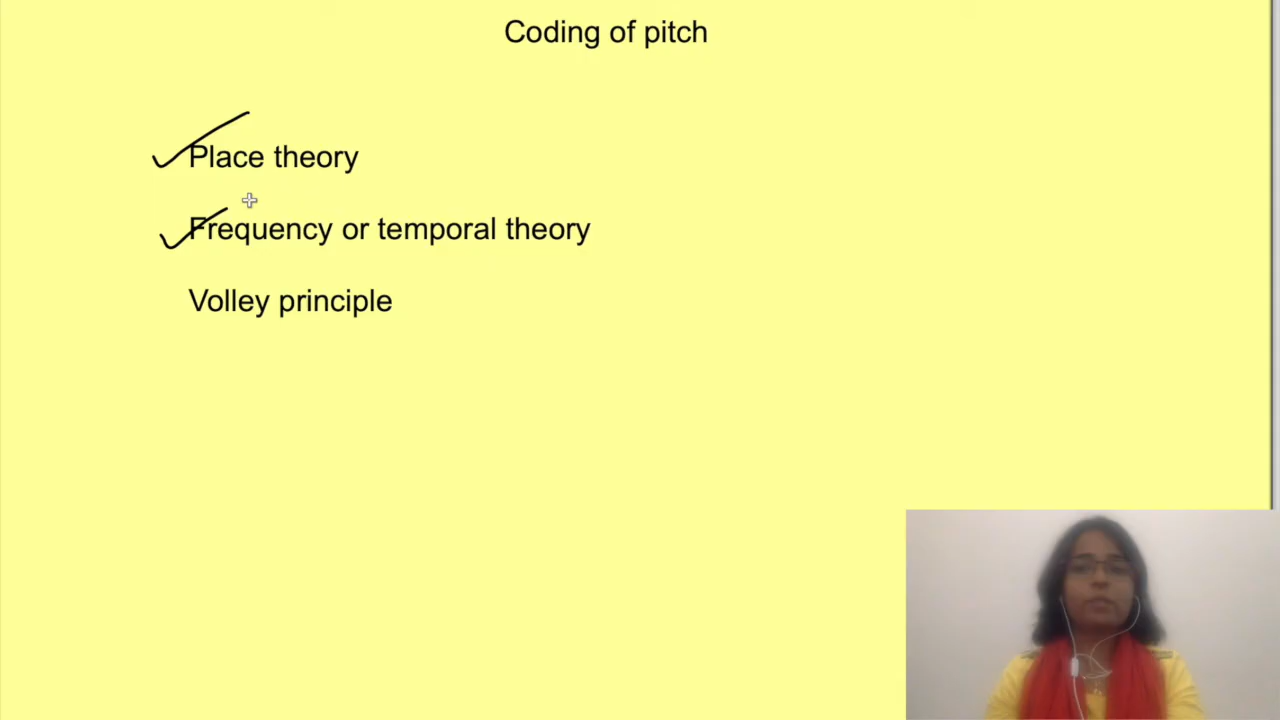 Coding of pitch
Place theory
Frequency or temporal theory
Volley principle